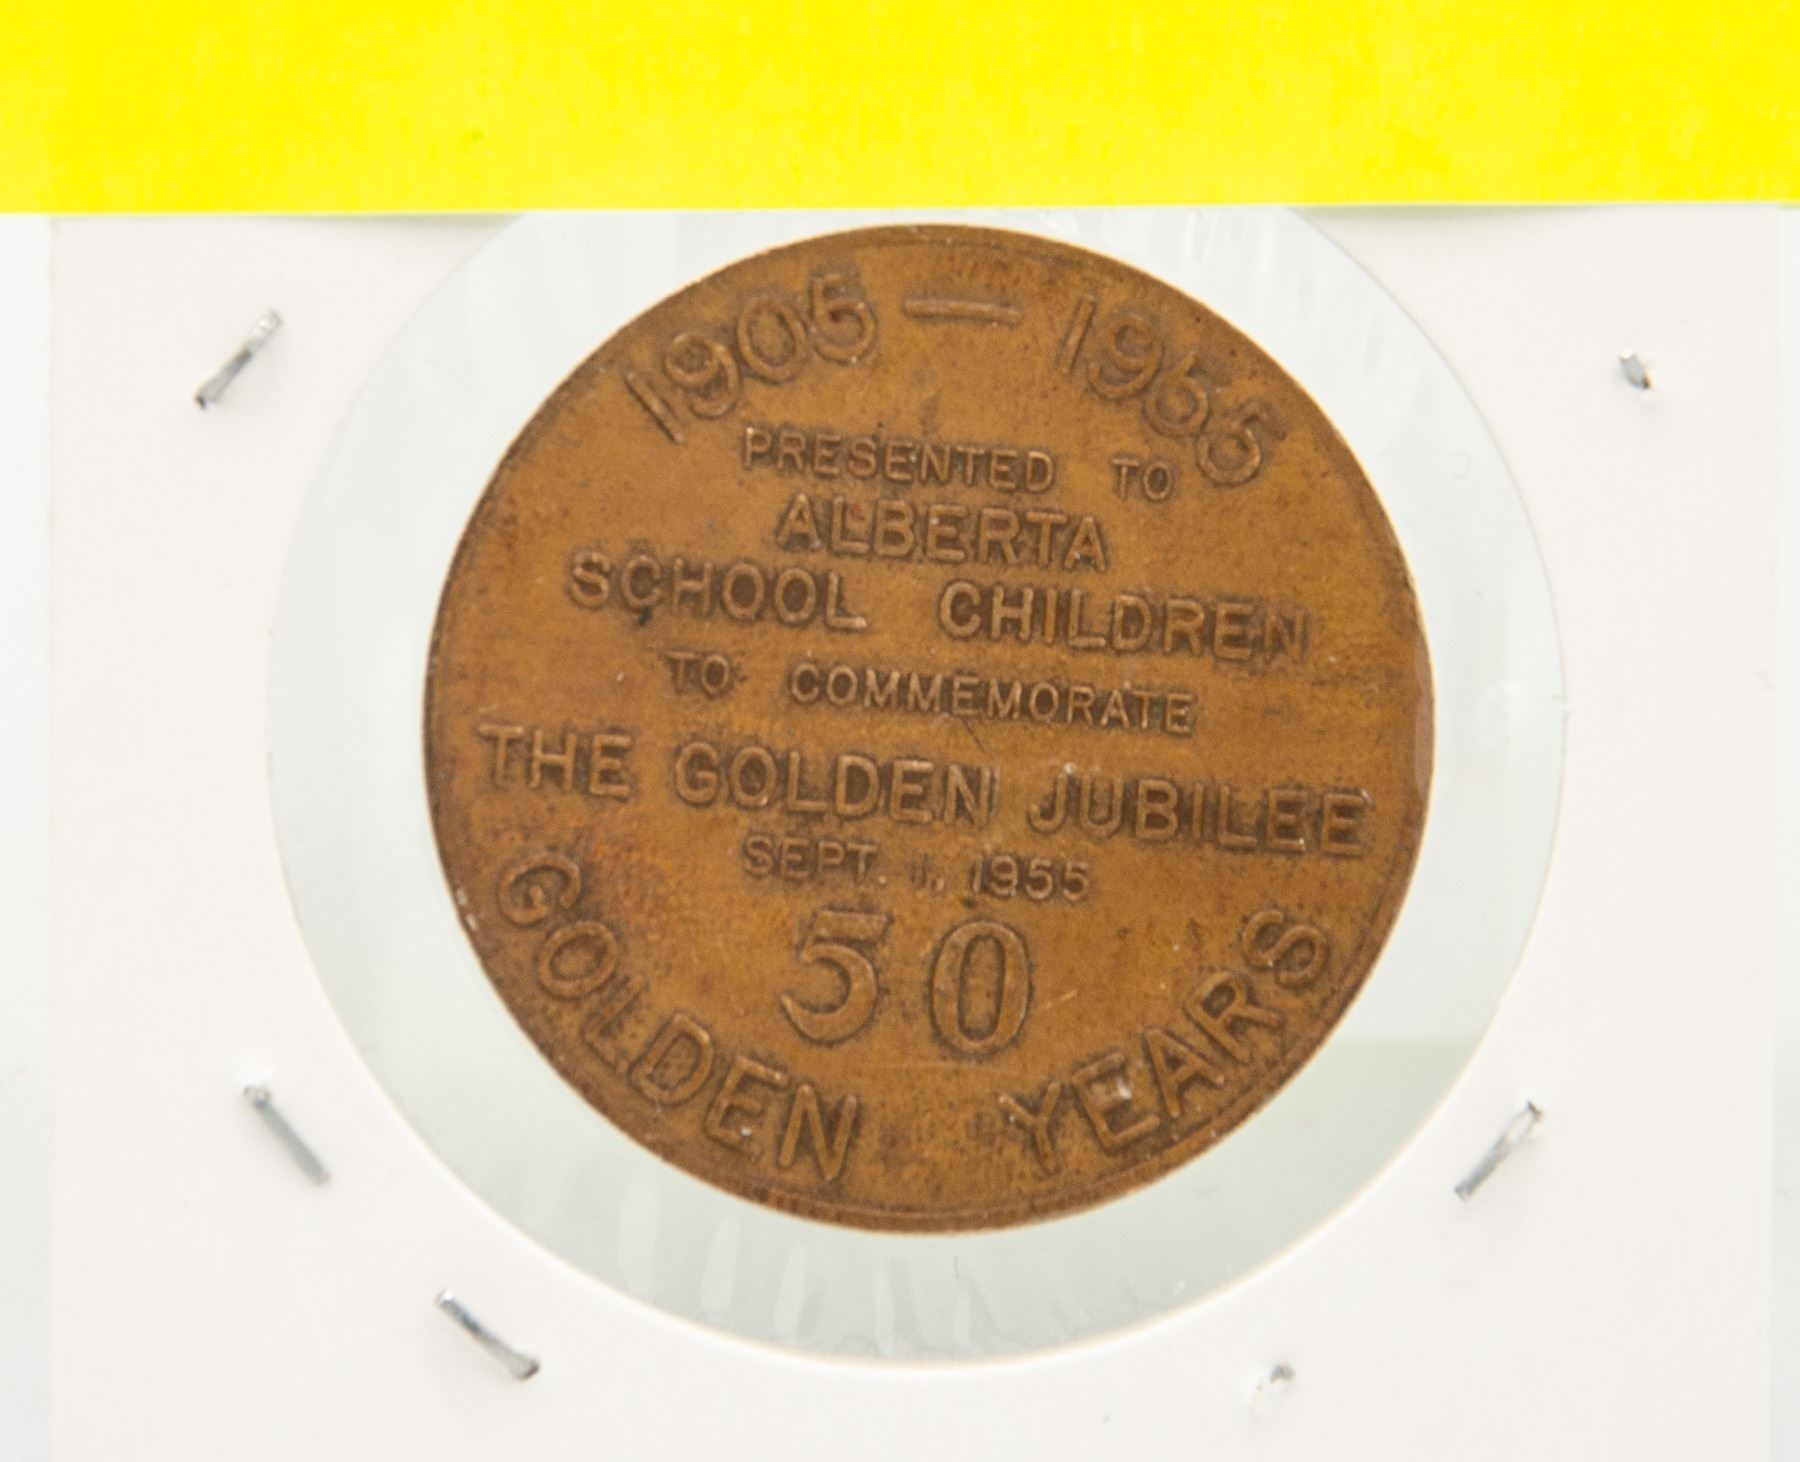 1905 — 1955
PRESENTED TO
ALBERTA
SCHOOL CHILDREN
TO COMMEMORATE
THE GOLDEN JUBILEE
SEPT. 1, 1955
50
GOLDEN YEARS